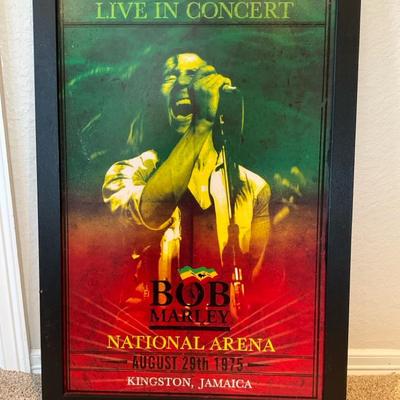 LIVE IN CONCERT
BOB
MARLEY
NATIONAL ARENA
AUGUST 29th 1975
KINGSTON, JAMAICA